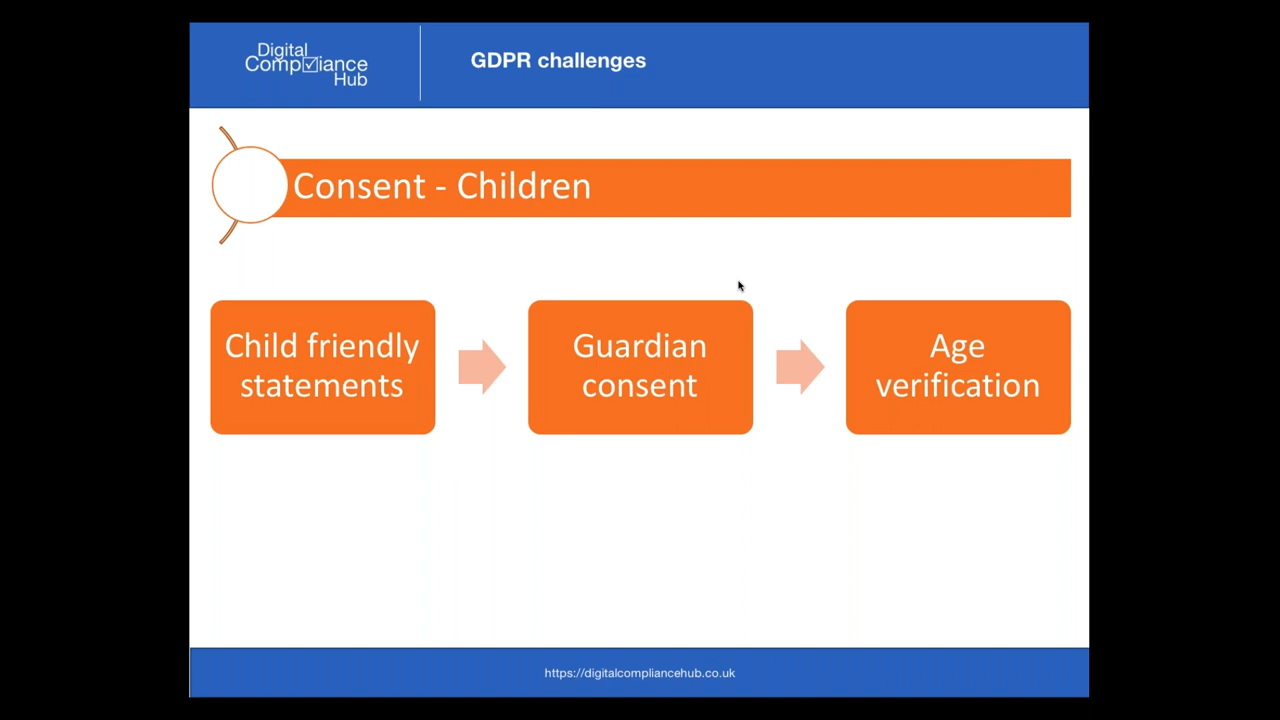 Digital
Compliance
Hub
GDPR challenges
Consent - Children
Child friendly
statements
Guardian
consent
Age
verification
https://digitalcompliancehub.co.uk